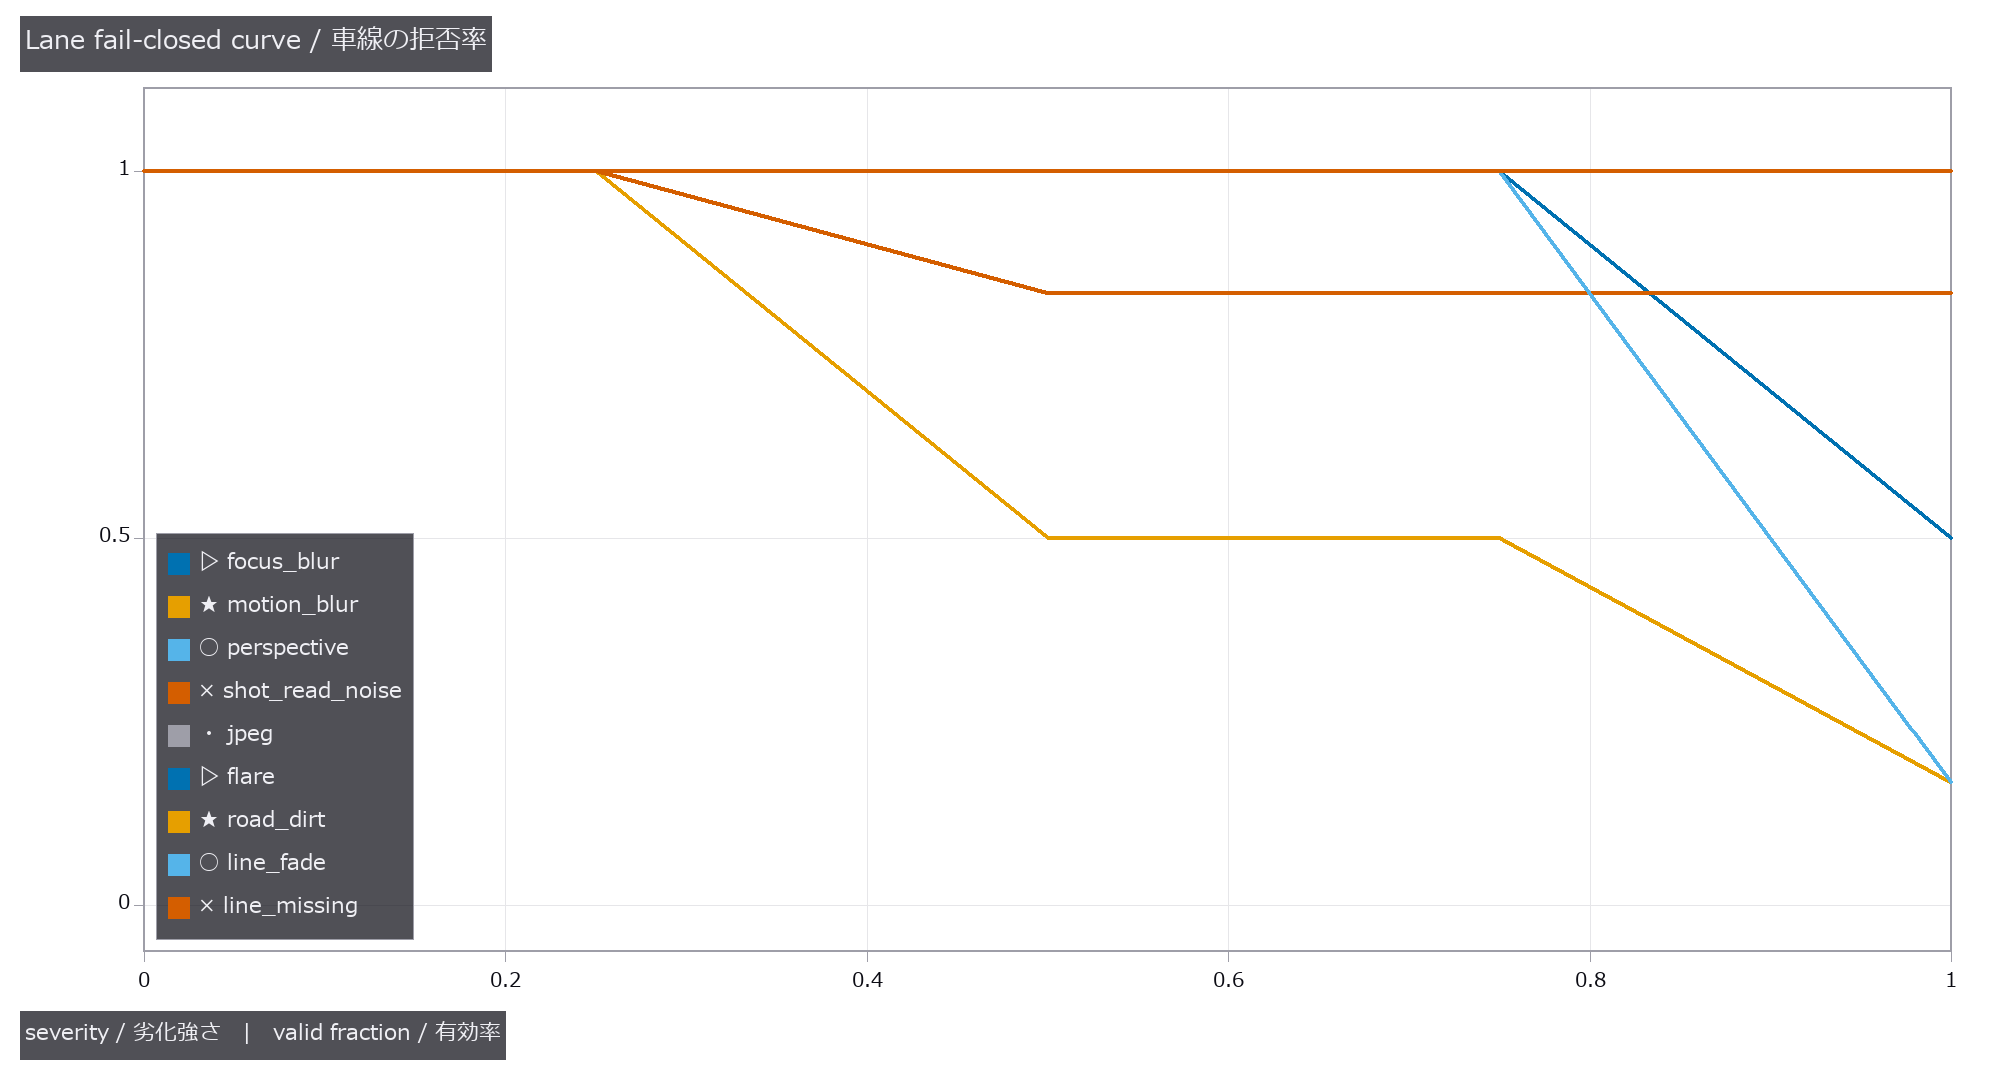 Lane fail-closed curve / 車線の拒否率
1
0.5
0
▷ focus_blur
★ motion_blur
○ perspective
× shot_read_noise
・ jpeg
▷ flare
★ road_dirt
○ line_fade
× line_missing
0 0.2 0.4 0.6 0.8 1
severity / 劣化強さ | valid fraction / 有効率